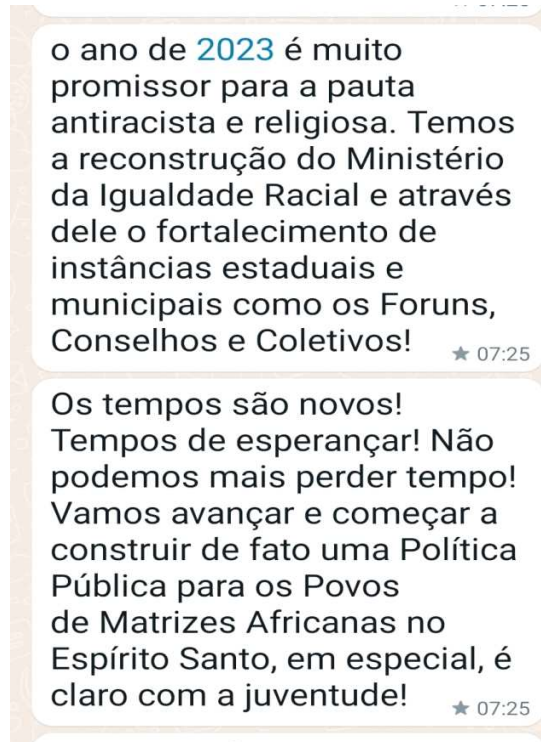 o ano de 2023 é muito
promissor para a pauta
antiracista e religiosa. Temos
a reconstrução do Ministério
da Igualdade Racial e através
dele o fortalecimento de
instâncias estaduais e
municipais como os Foruns,
Conselhos e Coletivos!
★ 07:25
Os tempos são novos!
Tempos de esperançar! Não
podemos mais perder tempo!
Vamos avançar e começar a
construir de fato uma Política
Pública para os Povos
de Matrizes Africanas no
Espírito Santo, em especial, é
claro com a juventude!
★ 07:25